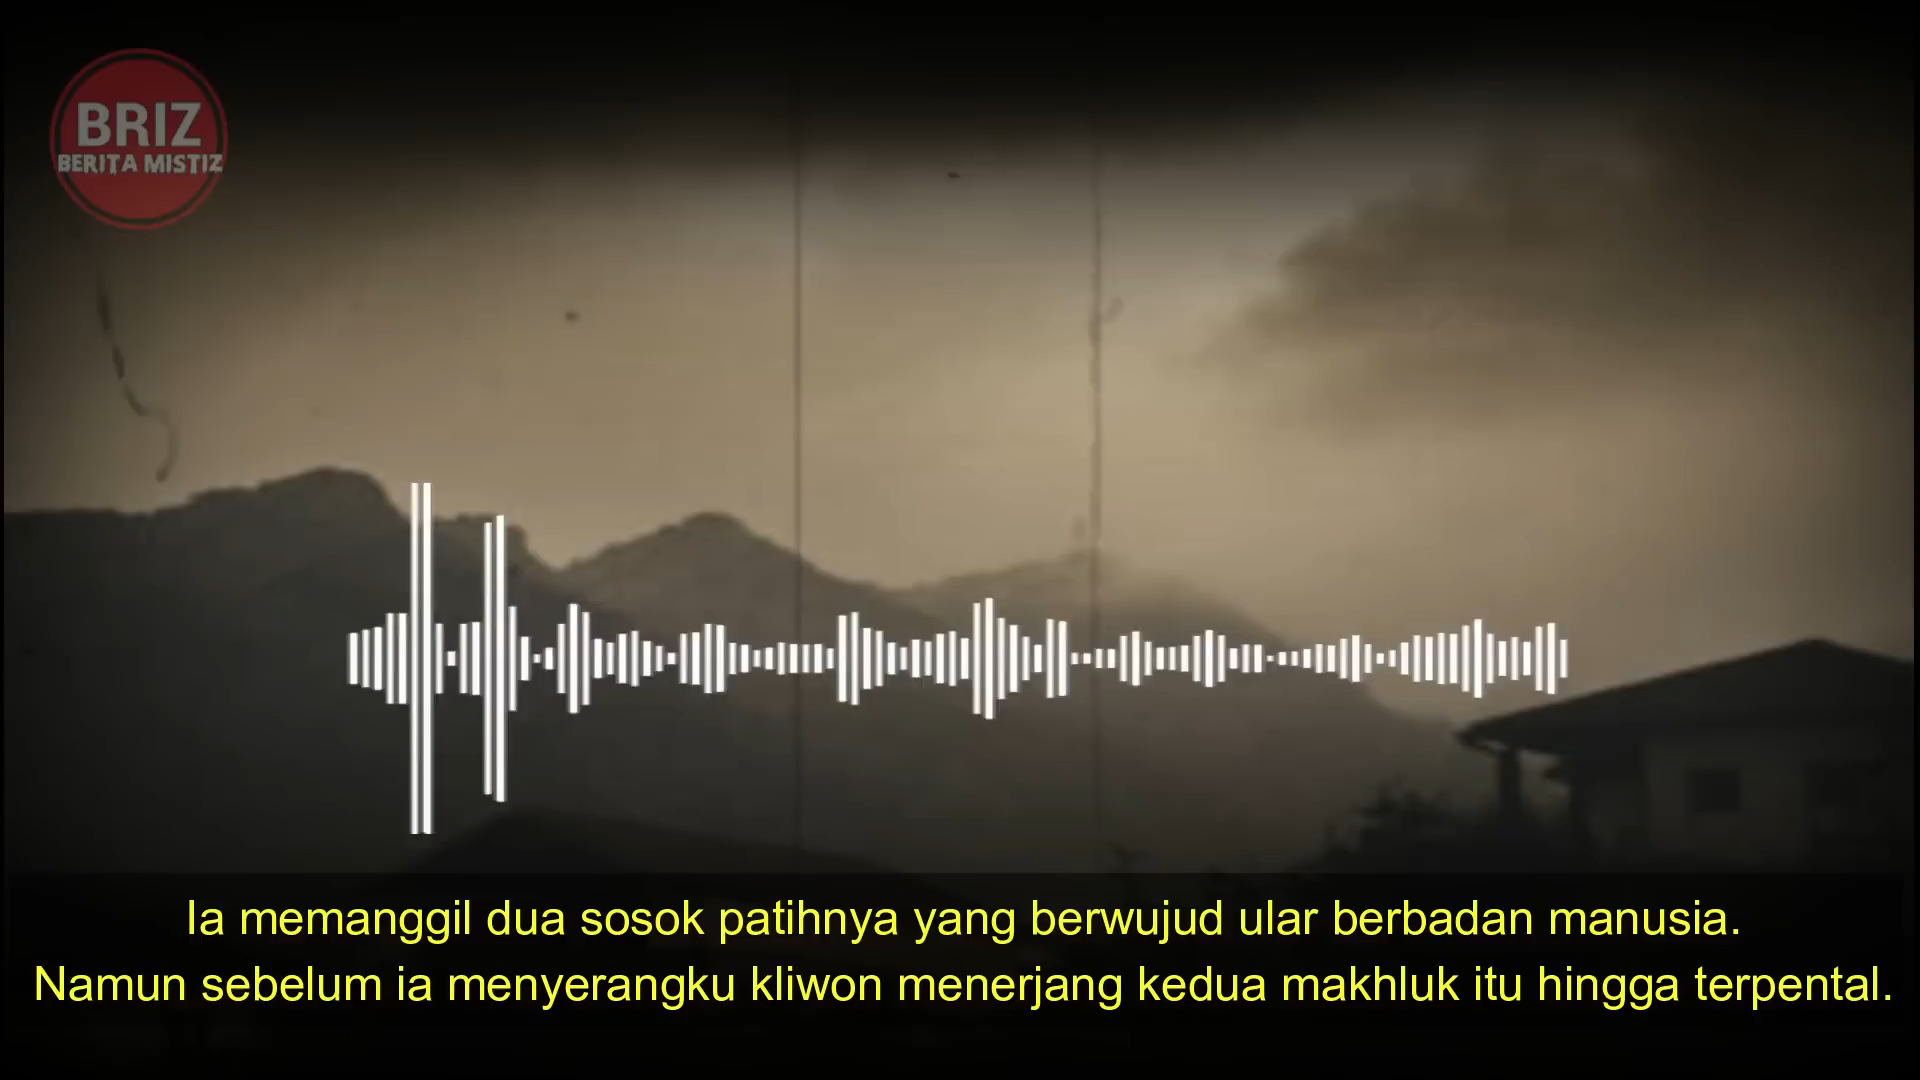 BRIZ
BERITA MISTIZ
Ia memanggil dua sosok patihnya yang berwujud ular berbadan manusia.
Namun sebelum ia menyerangku kliwon menerjang kedua makhluk itu hingga terpental.